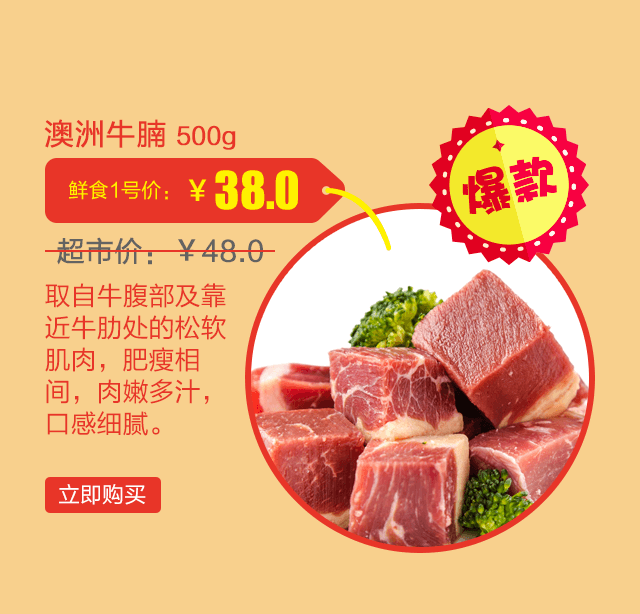 澳洲牛腩 500g
爆款
鲜食1号价：￥38.0
超市价：￥48.0
取自牛腹部及靠
近牛肋处的松软
肌肉，肥瘦相
间，肉嫩多汁，
口感细腻。
立即购买